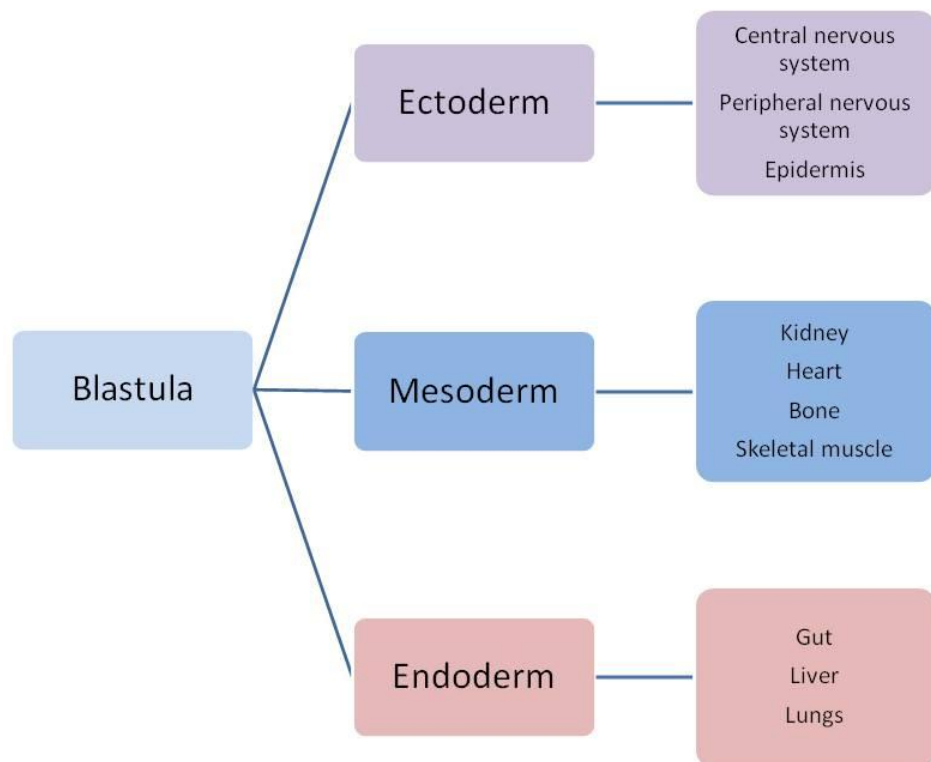 Blastula
Ectoderm
Central nervous
system
Peripheral nervous
system
Epidermis
Mesoderm
Kidney
Heart
Bone
Skeletal muscle
Endoderm
Gut
Liver
Lungs